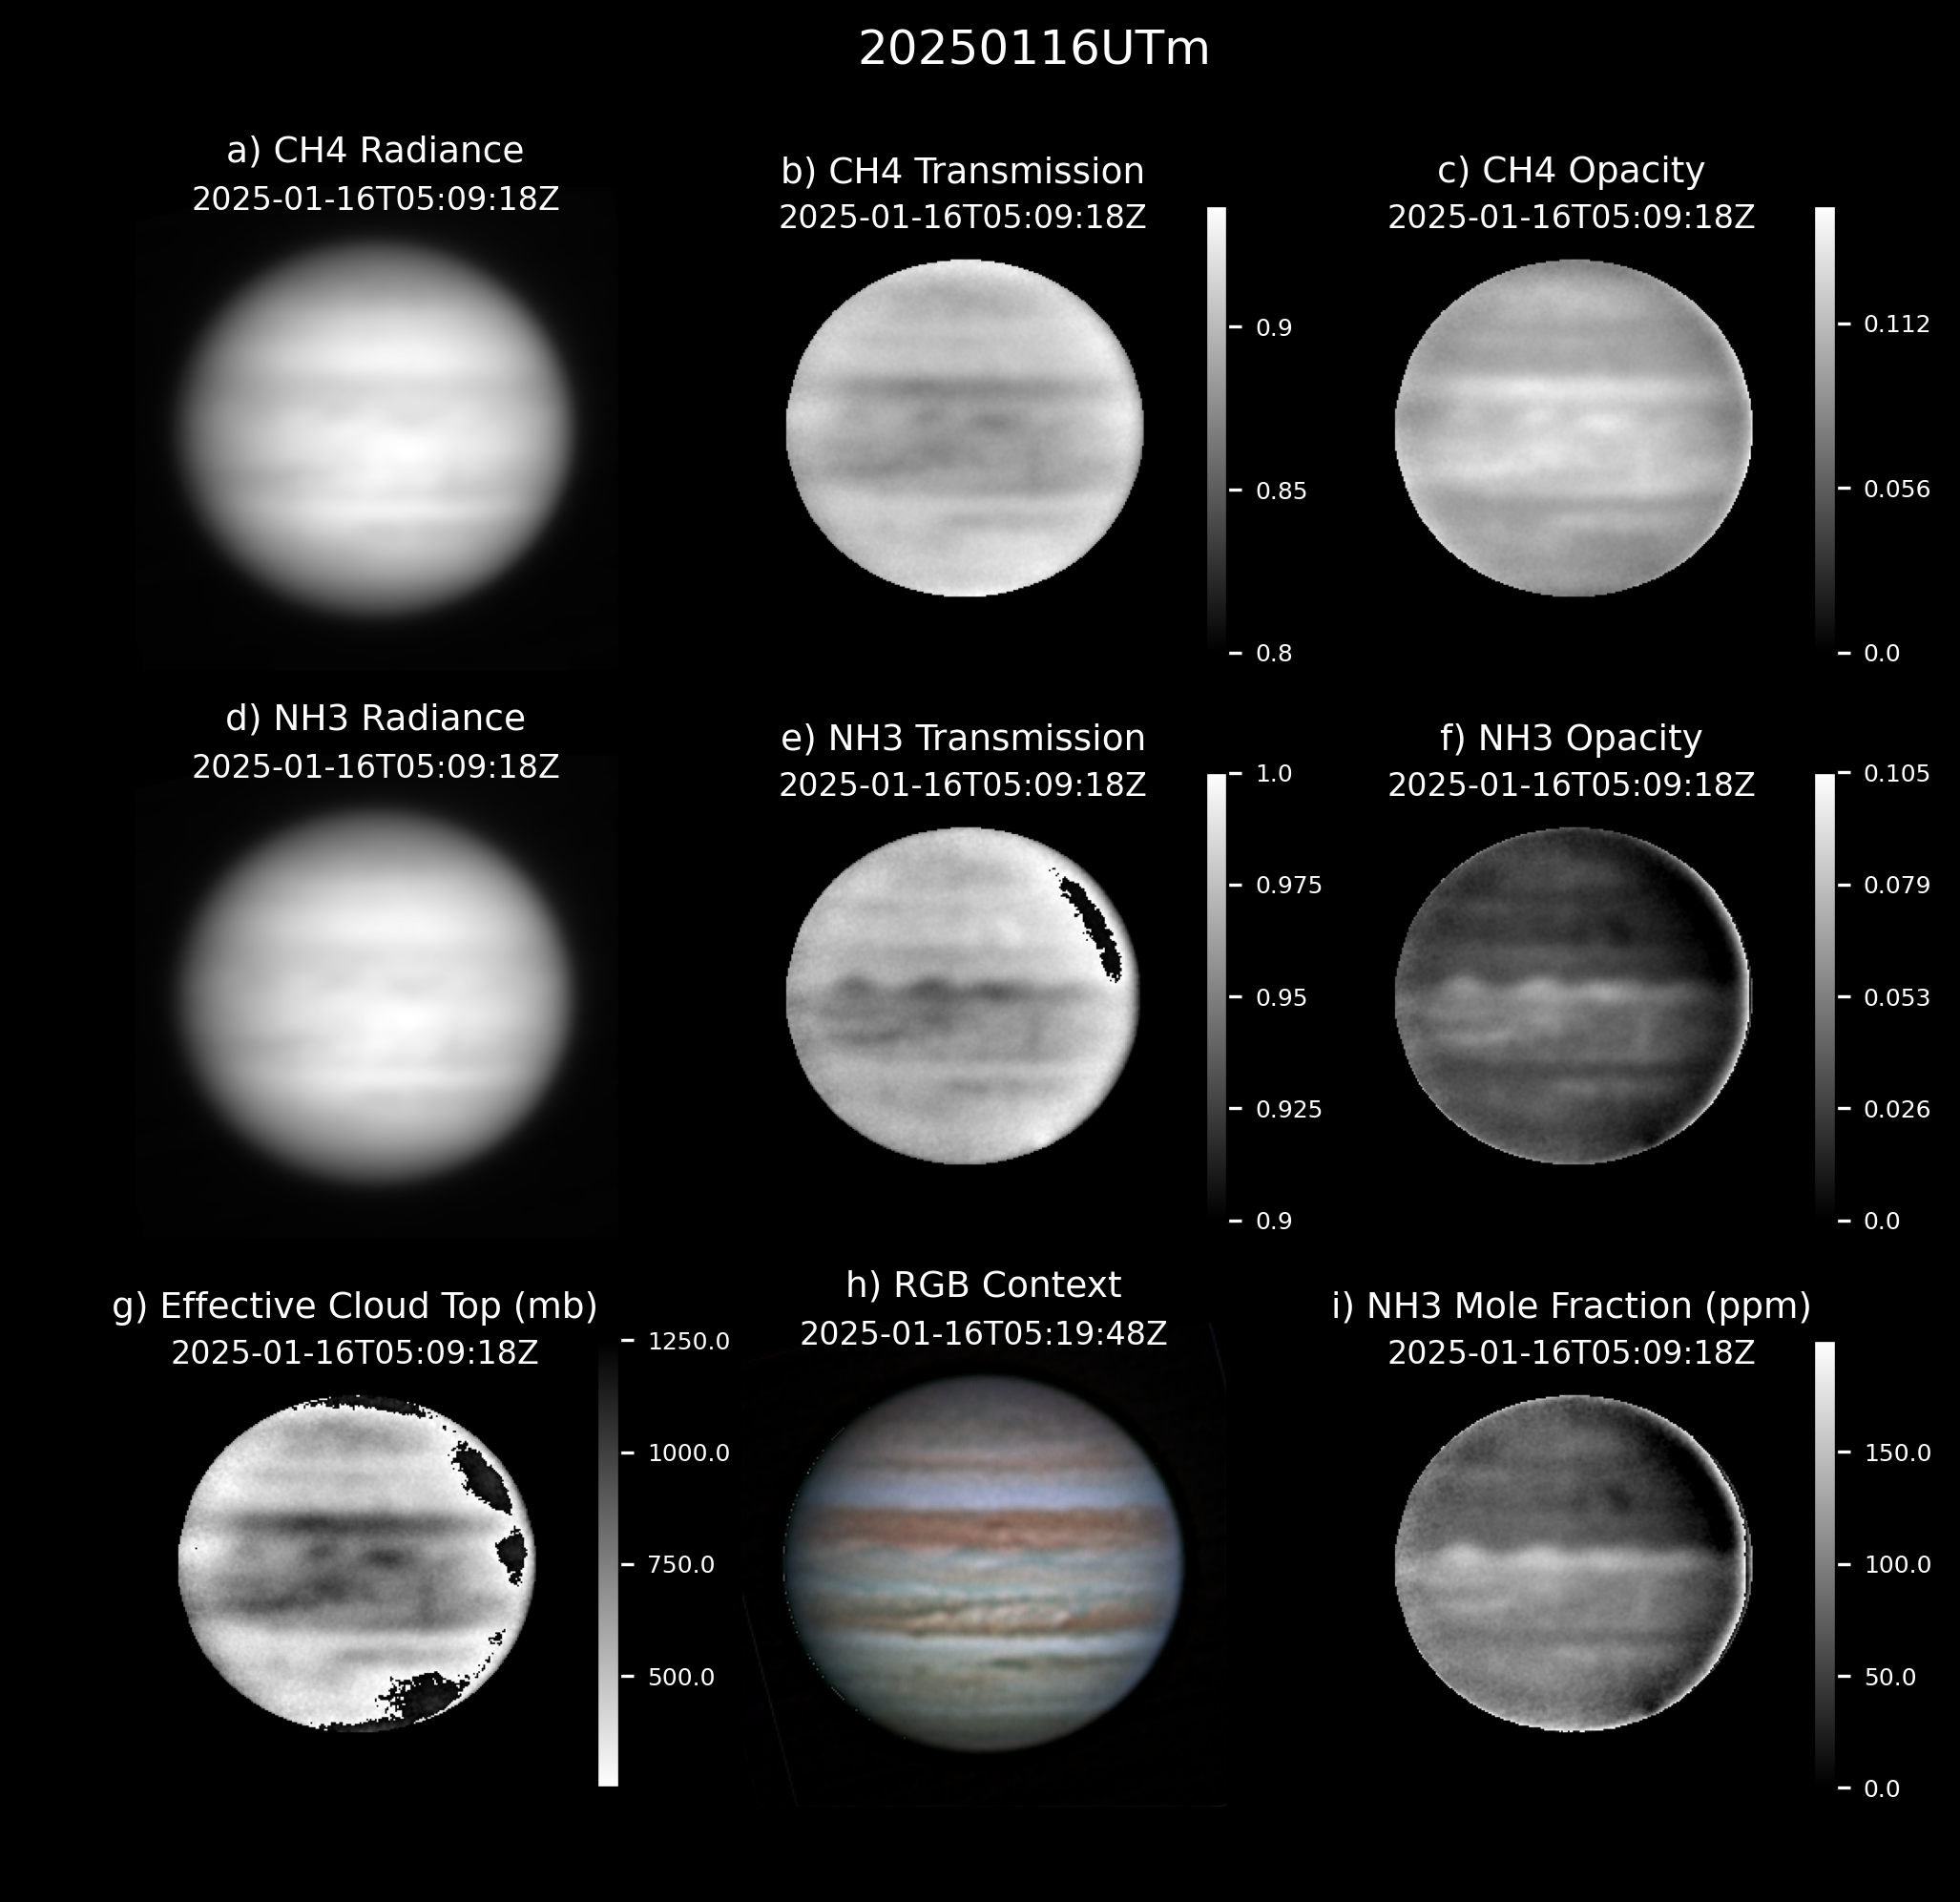 20250116UTm
a) CH4 Radiance
2025-01-16T05:09:18Z
b) CH4 Transmission
2025-01-16T05:09:18Z
0.9
0.85
0.8
c) CH4 Opacity
2025-01-16T05:09:18Z
0.112
0.056
0.0
d) NH3 Radiance
2025-01-16T05:09:18Z
e) NH3 Transmission
2025-01-16T05:09:18Z
1.0
0.975
0.95
0.925
0.9
f) NH3 Opacity
2025-01-16T05:09:18Z
0.105
0.079
0.053
0.026
0.0
g) Effective Cloud Top (mb)
2025-01-16T05:09:18Z
1250.0
1000.0
750.0
500.0
h) RGB Context
2025-01-16T05:19:48Z
i) NH3 Mole Fraction (ppm)
2025-01-16T05:09:18Z
150.0
100.0
50.0
0.0